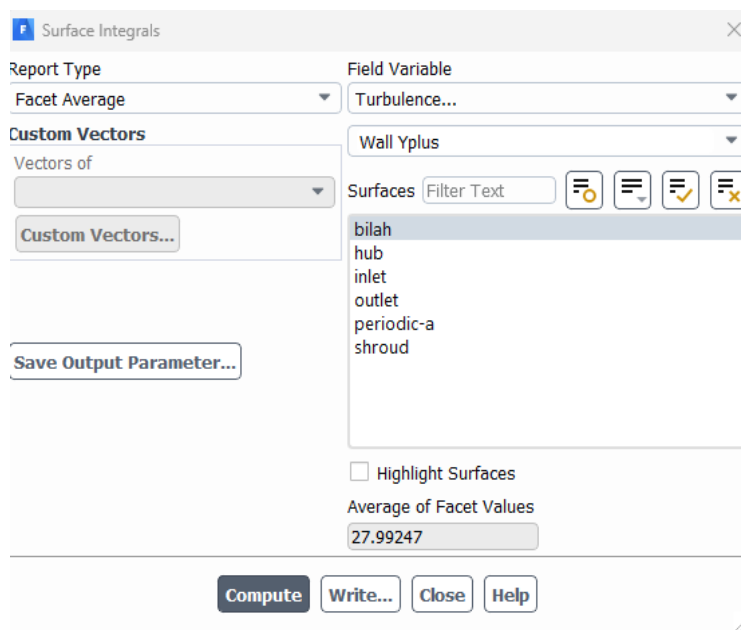 F Surface Integrals
Report Type
Field Variable
Facet Average
Turbulence...
Custom Vectors
Wall Yplus
Vectors of
Surfaces Filter Text
Custom Vectors...
bilah
hub
inlet
outlet
periodic-a
shroud
Save Output Parameter...
Highlight Surfaces
Average of Facet Values
27.99247
Compute Write... Close Help